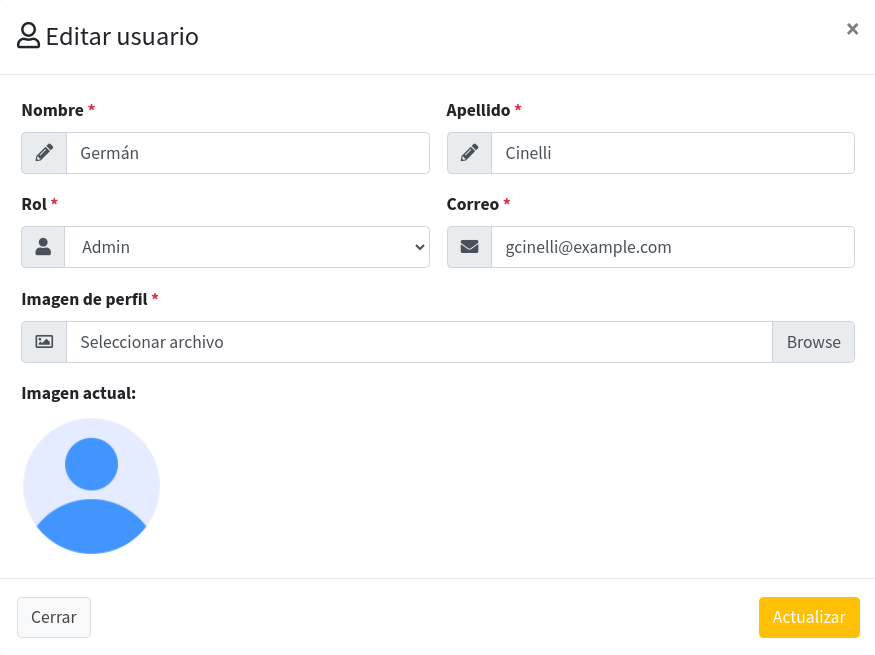 Editar usuario
×
Nombre *
Apellido *
Germán
Cinelli
Rol *
Correo *
Admin
gcinelli@example.com
Imagen de perfil *
Seleccionar archivo
Browse
Imagen actual:
Cerrar
Actualizar